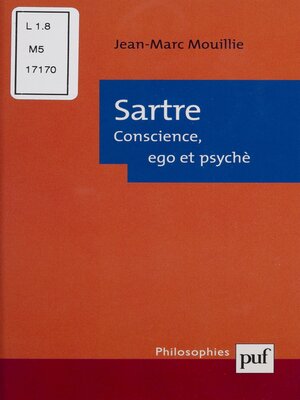 L 1.8
M5
17170
Jean-Marc Mouillie
Sartre
Conscience,
ego et psychè
Philosophies
puf